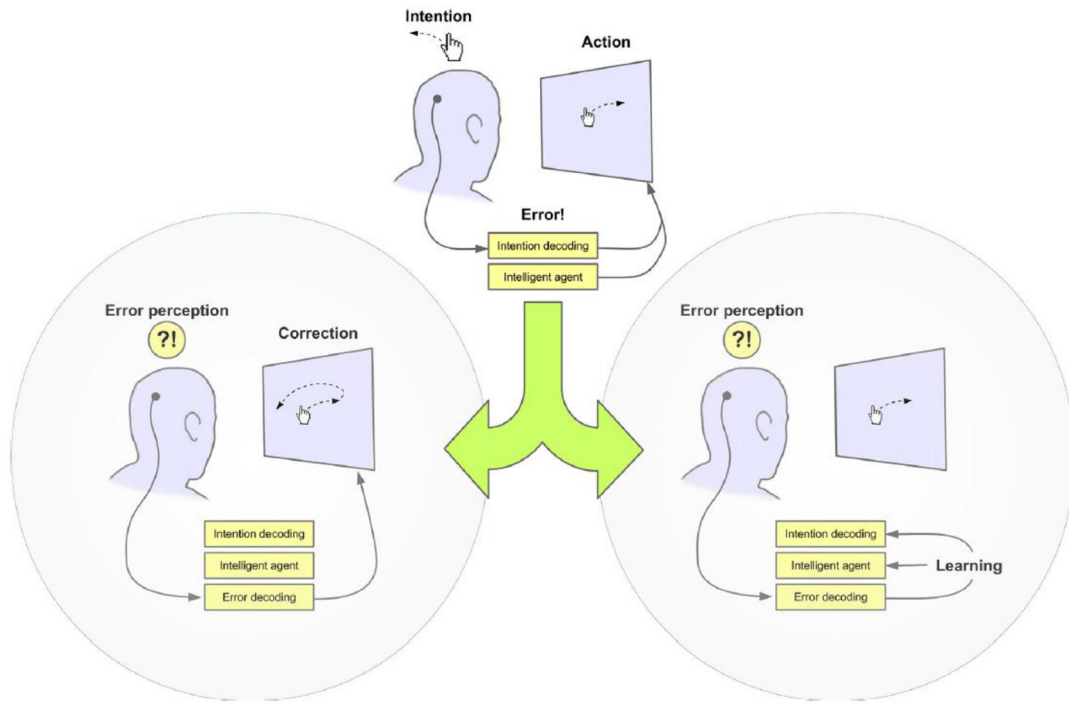 Intention
Action
Error!
Intention decoding
Intelligent agent
Error perception
?!
Correction
Intention decoding
Intelligent agent
Error decoding
Error perception
?!
Intention decoding
Intelligent agent
Learning
Error decoding